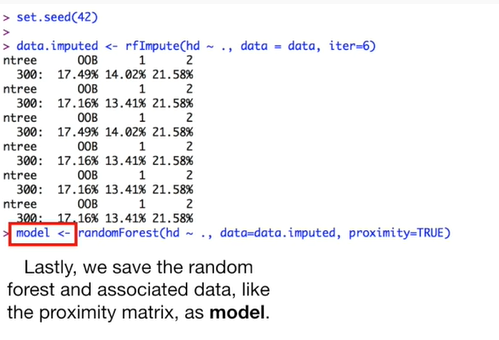 > set.seed(42)
>
> data.imputed <- rfImpute(hd ~ ., data = data, iter=6)
ntree OOB 1 2
300: 17.49% 14.02% 21.58%
ntree OOB 1 2
300: 17.16% 13.41% 21.58%
ntree OOB 1 2
300: 17.49% 14.02% 21.58%
ntree OOB 1 2
300: 17.16% 13.41% 21.58%
ntree OOB 1 2
300: 17.16% 13.41% 21.58%
ntree OOB 1 2
300: 17.16% 13.41% 21.58%
> model <- randomForest(hd ~ ., data=data.imputed, proximity=TRUE)
Lastly, we save the random
forest and associated data, like
the proximity matrix, as model.